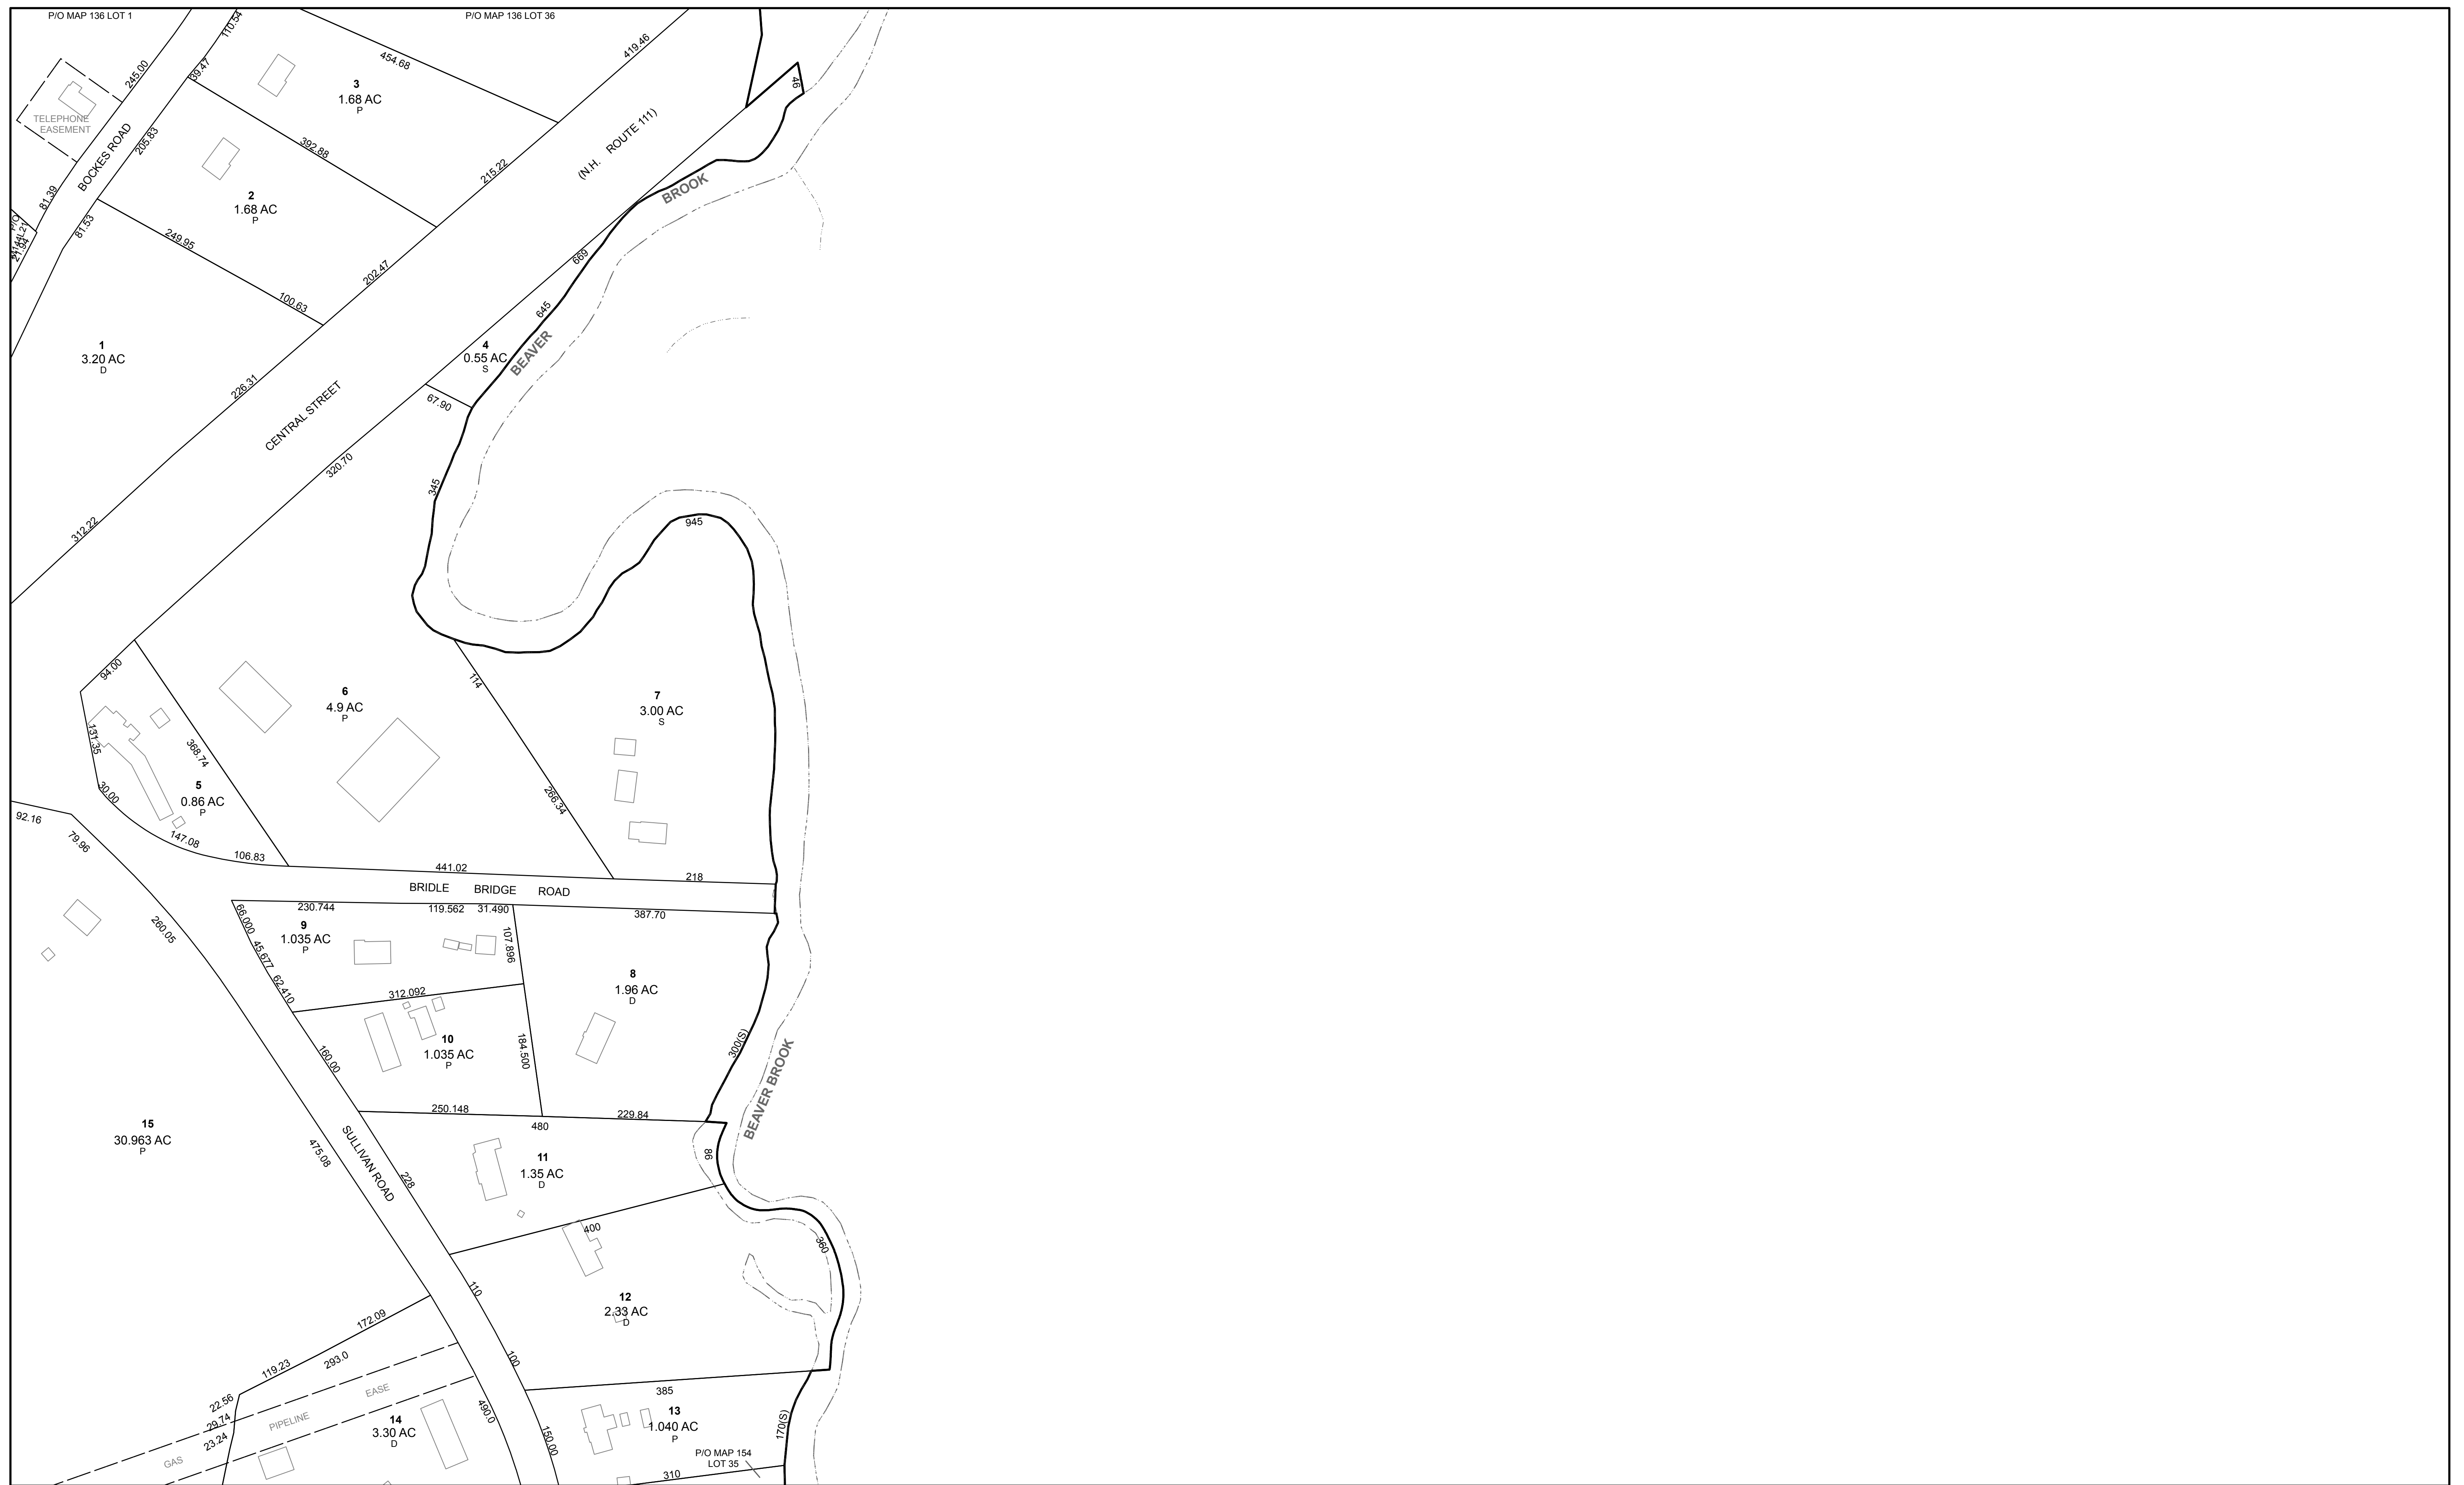 P/O MAP 136 LOT 1
P/O MAP 136 LOT 36
110.54
245.00
39.47
454.68
419.46
3
1.68 AC
P
46
TELEPHONE
EASEMENT
BOCKES ROAD
205.83
392.88
215.22
(N.H. ROUTE 111)
BROOK
2
1.68 AC
P
81.39
81.53
P/O
21.94
249.95
202.47
100.63
669
645
BEAVER
1
3.20 AC
D
4
0.55 AC
S
67.90
226.31
CENTRAL STREET
320.70
345
312.22
945
94.00
114
6
4.9 AC
P
7
3.00 AC
S
131.35
368.74
5
0.86 AC
P
30.00
266.34
92.16
79.96
147.08
106.83
441.02
218
BRIDLE BRIDGE ROAD
230.744
119.562
31.490
387.70
66.000
9
1.035 AC
P
45.677
62.410
107.896
260.05
8
1.96 AC
D
312.092
10
1.035 AC
P
160.00
184.500
300(S)
BEAVER BROOK
250.148
229.84
480
15
30.963 AC
P
475.08
SULLIVAN ROAD
228
11
1.35 AC
D
86
400
360
110
12
2.33 AC
D
172.09
119.23
293.0
100
22.56
29.74
23.24
GAS PIPELINE EASE
385
14
3.30 AC
D
490.0
150.00
13
1.040 AC
P
170(S)
P/O MAP 154
LOT 35
310